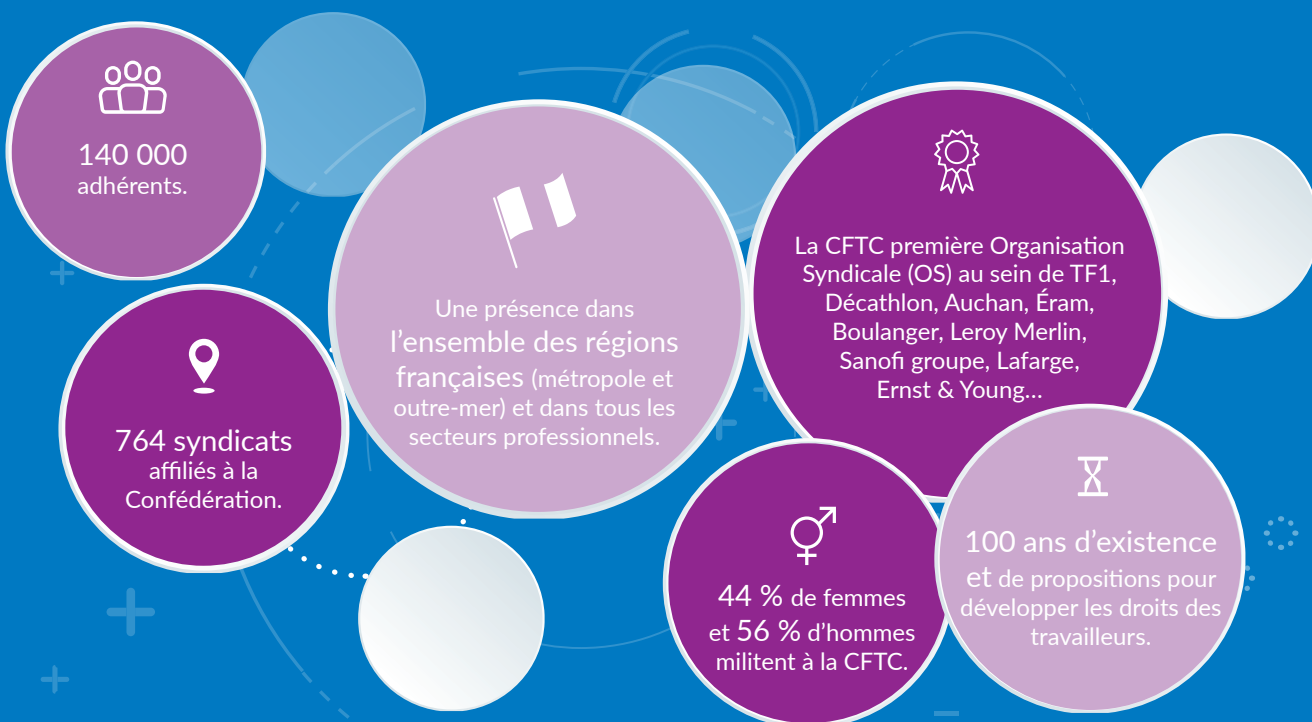 140 000
adhérents.
764 syndicats
affiliés à la
Confédération.
Une présence dans
l’ensemble des régions
françaises (métropole et
outre-mer) et dans tous les
secteurs professionnels.
La CFTC première Organisation
Syndicale (OS) au sein de TF1,
Décathlon, Auchan, Éram,
Boulanger, Leroy Merlin,
Sanofi groupe, Lafarge,
Ernst & Young...
44 % de femmes
et 56 % d’hommes
militent à la CFTC.
100 ans d’existence
et de propositions pour
développer les droits des
travailleurs.